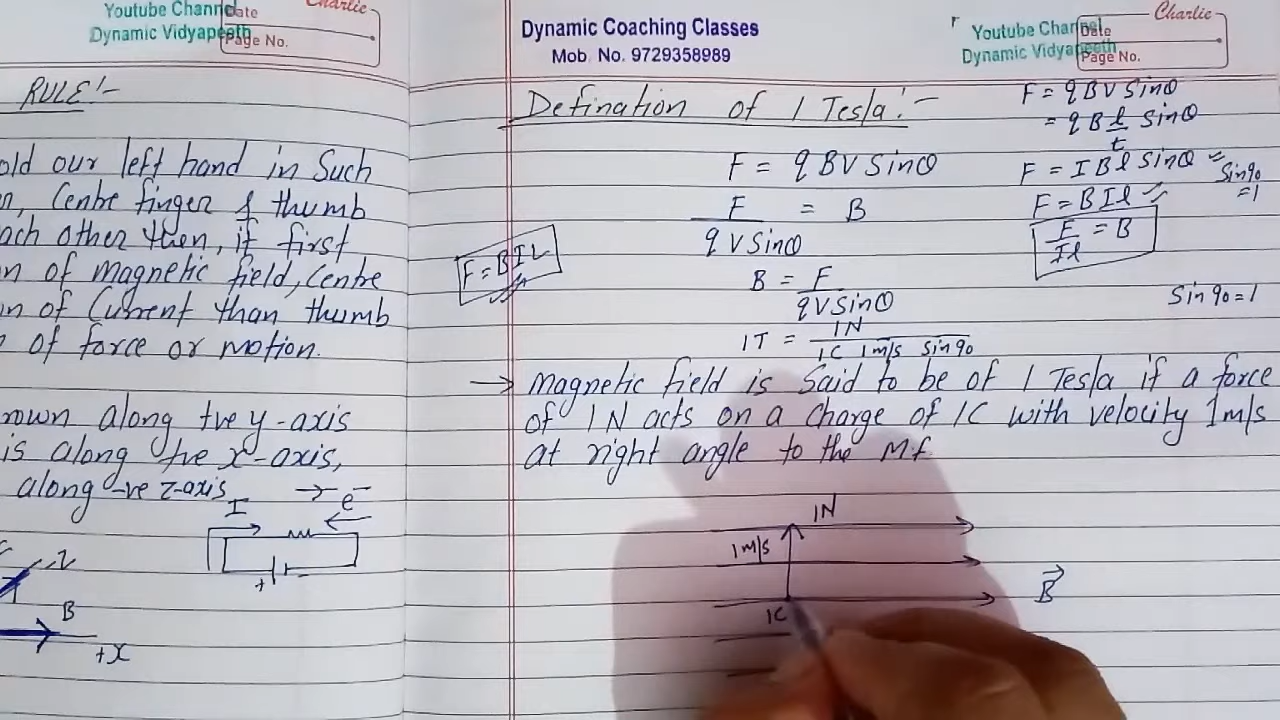 Youtube Channel
Dynamic Vidyapeeth
Date
Page No.
Charlie
RULE!-
old our left hand in Such
n, Centre finger & thumb
ach other then, if first
n of magnetic field, Centre
n of Current than thumb
of force or motion.
rown along +ve y-axis
is along +ve x-axis,
along -ve z-axis
I
e⁻
+
B
+X
Dynamic Coaching Classes
Mob. No. 9729358989
Youtube Channel
Dynamic Vidyapeeth
Date
Page No.
Charlie
Defination of 1 Tesla:-
F = qBV Sinθ
F / qV Sinθ = B
B = F / qV Sinθ
1T = 1N / 1C 1m/s Sin90
F = BIL
F = qBV Sinθ
= qB l/t Sinθ
F = IBl Sinθ
Sin90 = 1
F = BIl
F / Il = B
Sin 90 = 1
→ Magnetic field is Said to be of 1 Tesla if a force
of 1N acts on a charge of 1C with velocity 1m/s
at right angle to the M.f.
1N
1m/s
B⃗
1C